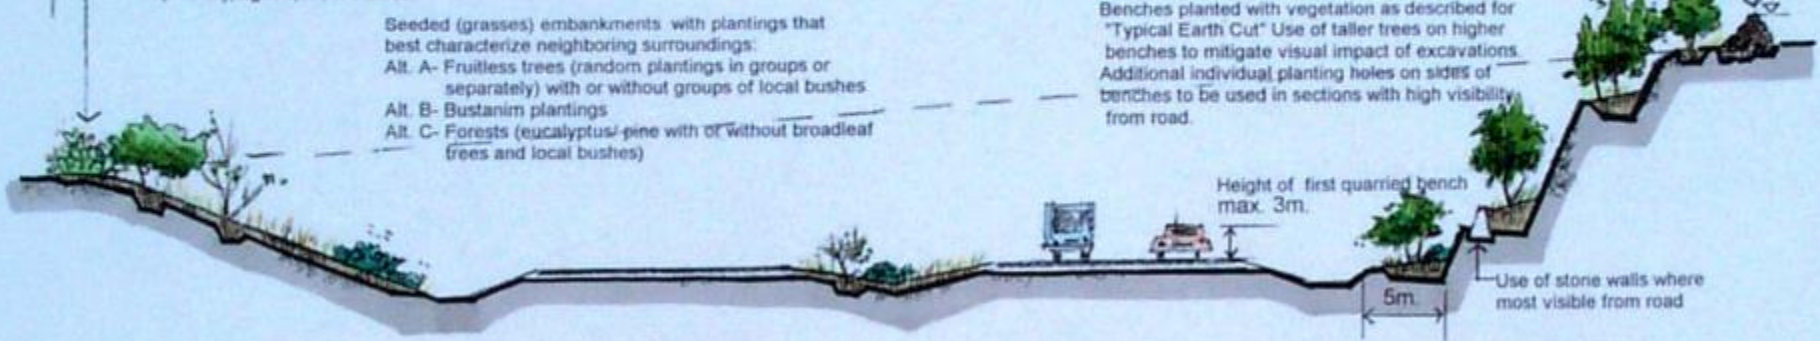 Seeded (grasses) embankments with plantings that
best characterize neighboring surroundings:
Alt. A- Fruitless trees (random plantings in groups or
separately) with or without groups of local bushes
Alt. B- Bustanim plantings
Alt. C- Forests (eucalyptus/ pine with or without broadleaf
trees and local bushes)
Benches planted with vegetation as described for
"Typical Earth Cut" Use of taller trees on higher
benches to mitigate visual impact of excavations.
Additional individual planting holes on sides of
benches to be used in sections with high visibility
from road.
Height of first quarried bench
max. 3m.
5m.
Use of stone walls where
most visible from road